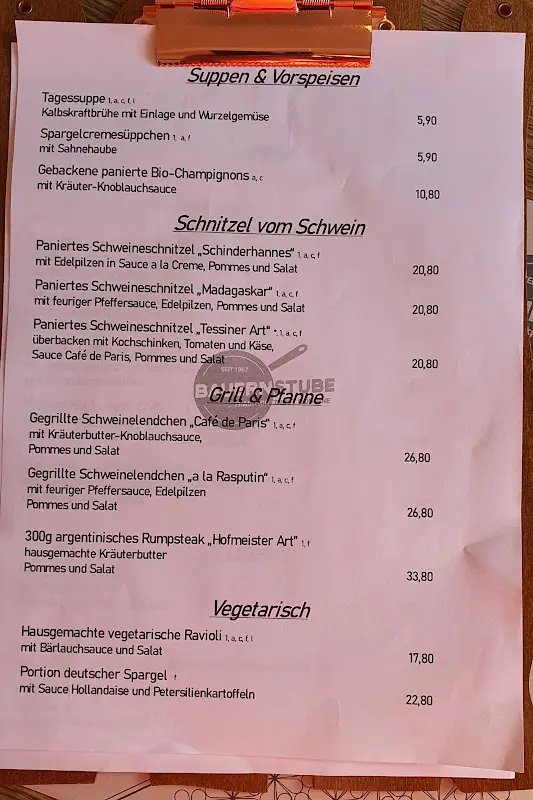 Suppen & Vorspeisen
Tagessuppe 1, a, c, f, i
Kalbskraftbrühe mit Einlage und Wurzelgemüse
5,90
Spargelcremesüppchen 1, a, f
mit Sahnehaube
5,90
Gebackene panierte Bio-Champignons a, c
mit Kräuter-Knoblauchsauce
10,80
Schnitzel vom Schwein
Paniertes Schweineschnitzel „Schinderhannes“ 1, a, c, f
mit Edelpilzen in Sauce a la Creme, Pommes und Salat
20,80
Paniertes Schweineschnitzel „Madagaskar“ 1, a, c, f
mit feuriger Pfeffersauce, Edelpilzen, Pommes und Salat
20,80
Paniertes Schweineschnitzel „Tessiner Art“ *, 1, a, c, f
überbacken mit Kochschinken, Tomaten und Käse,
Sauce Café de Paris, Pommes und Salat
20,80
SEIT 1967
BAUERNSTUBE
Grill & Pfanne
Gegrillte Schweinelendchen „Café de Paris“ 1, a, c, f
mit Kräuterbutter-Knoblauchsauce,
Pommes und Salat
26,80
Gegrillte Schweinelendchen „a la Rasputin“ 1, a, c, f
mit feuriger Pfeffersauce, Edelpilzen
Pommes und Salat
26,80
300g argentinisches Rumpsteak „Hofmeister Art“ 1, f
hausgemachte Kräuterbutter
Pommes und Salat
33,80
Vegetarisch
Hausgemachte vegetarische Ravioli 1, a, c, f, i
mit Bärlauchsauce und Salat
17,80
Portion deutscher Spargel f
mit Sauce Hollandaise und Petersilienkartoffeln
22,80